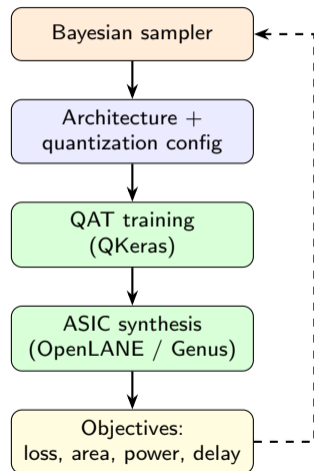 Bayesian sampler
Architecture +
quantization config
QAT training
(QKeras)
ASIC synthesis
(OpenLANE / Genus)
Objectives:
loss, area, power, delay